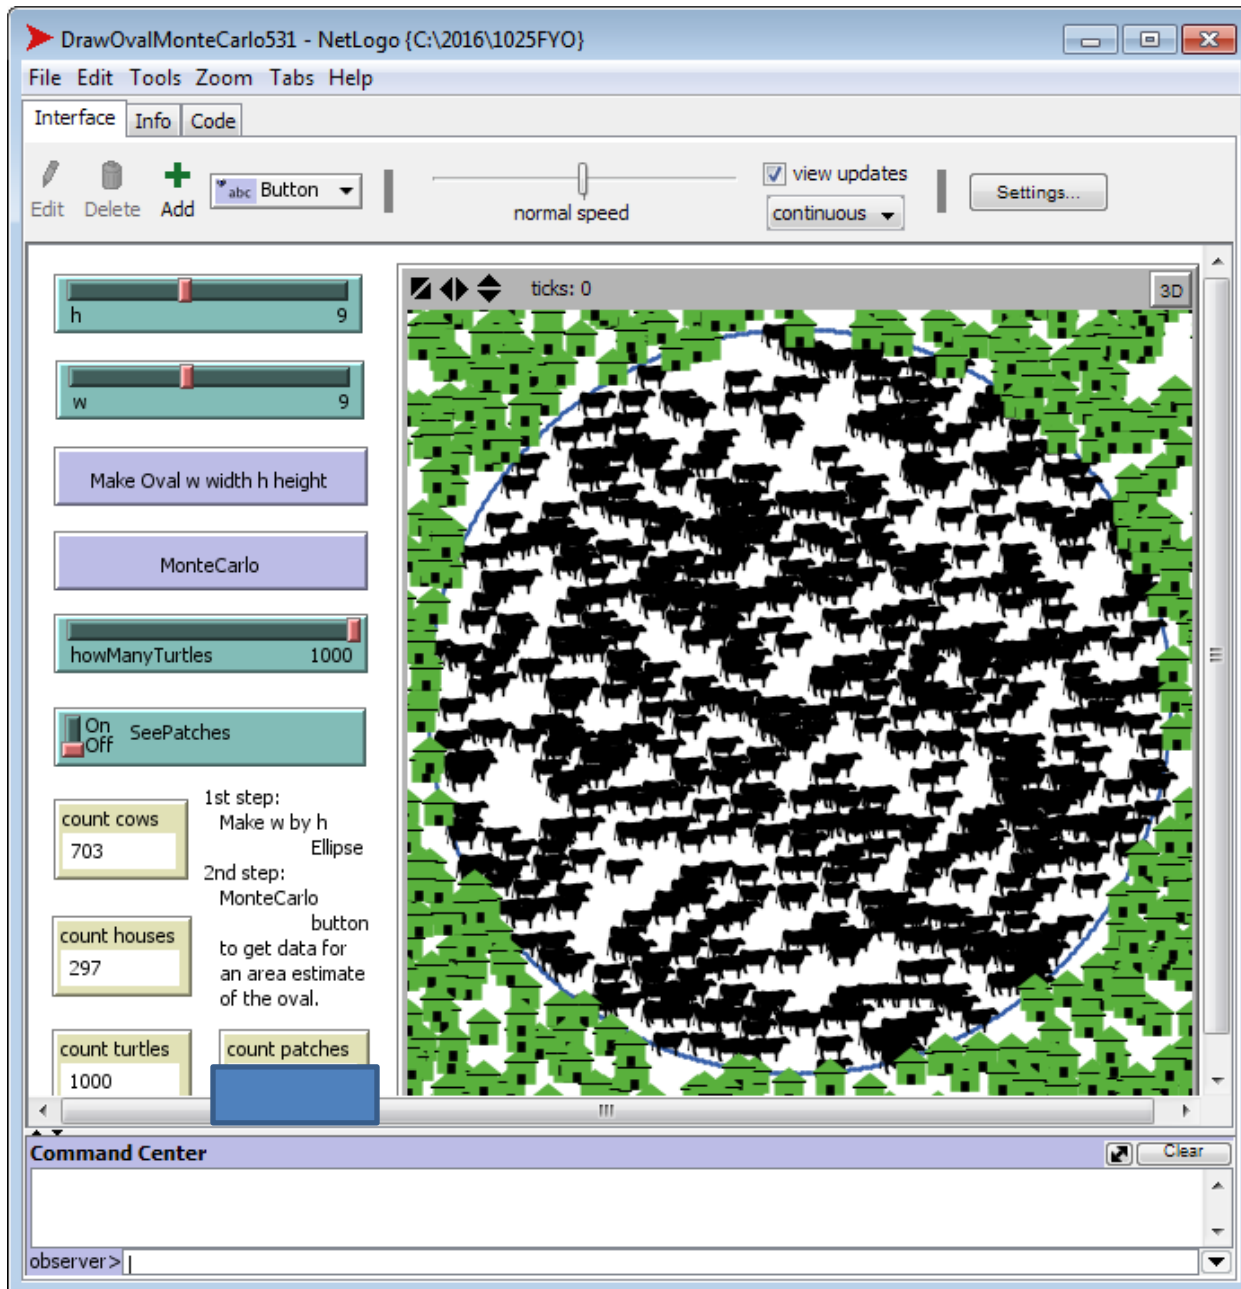 DrawOvalMonteCarlo531 - NetLogo {C:\2016\1025FYO}
File Edit Tools Zoom Tabs Help
Interface Info Code
Edit Delete Add abc Button normal speed view updates continuous Settings...
h 9
w 9
Make Oval w width h height
MonteCarlo
howManyTurtles 1000
On
Off SeePatches
count cows
703
count houses
297
count turtles
1000
1st step:
Make w by h
Ellipse
2nd step:
MonteCarlo
button
to get data for
an area estimate
of the oval.
count patches
ticks: 0
3D
Command Center
Clear
observer>